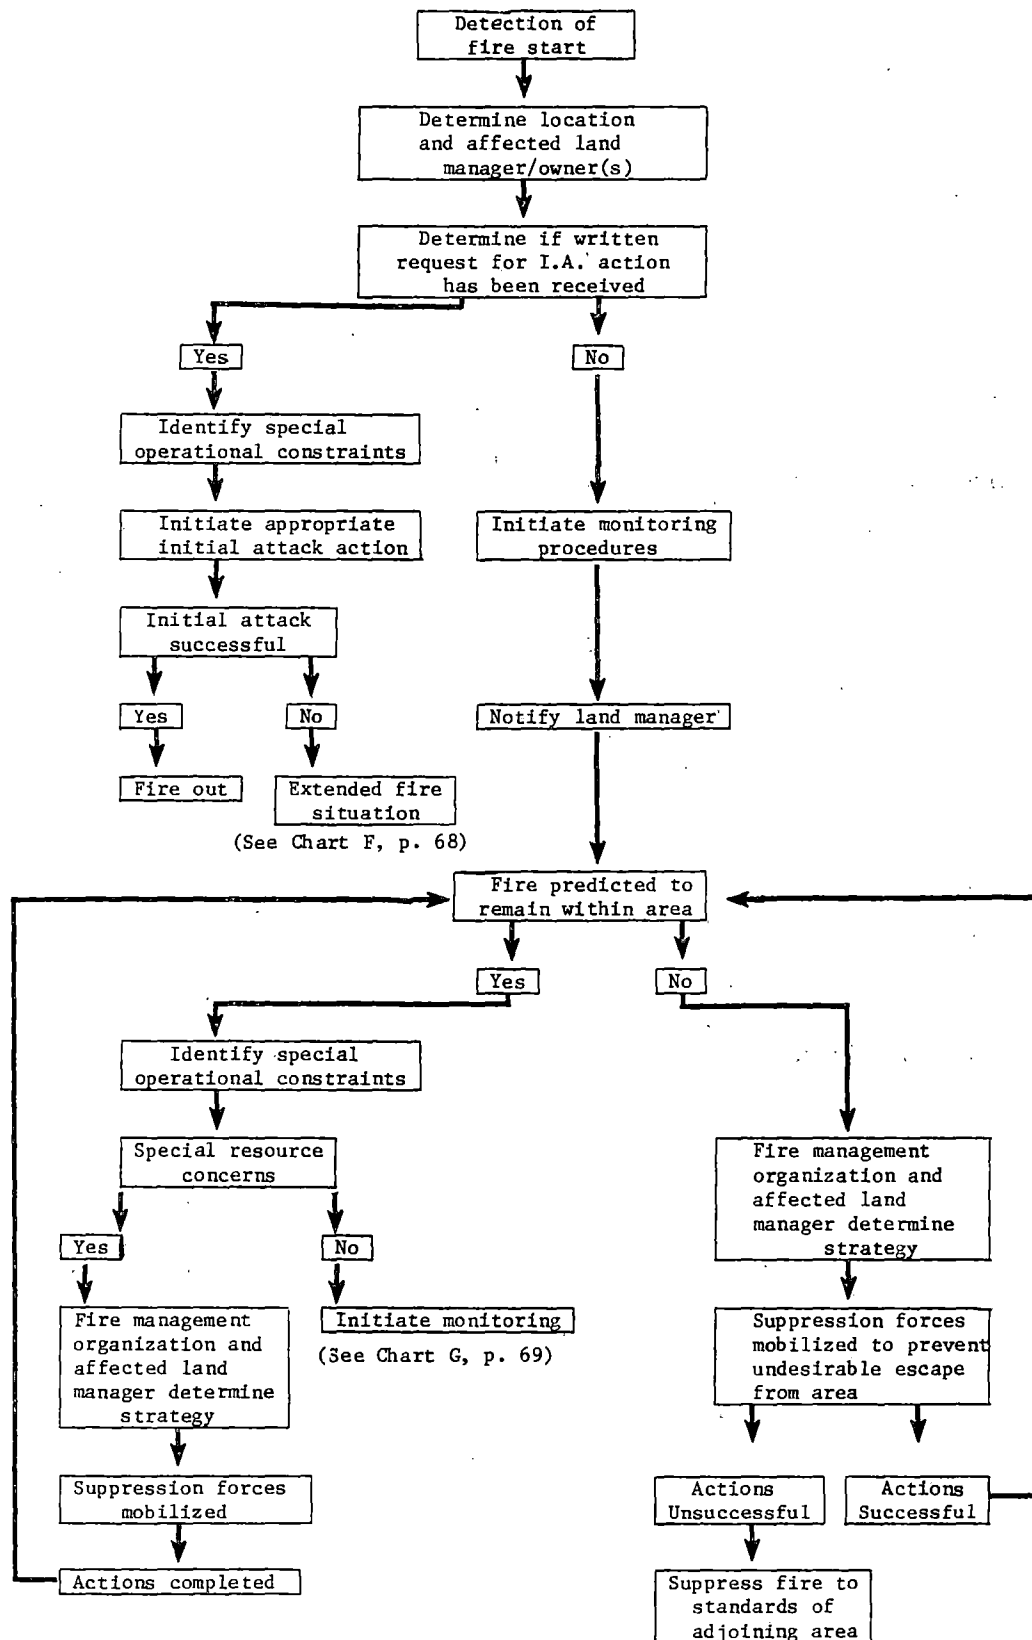 Detection of
fire start
Determine location
and affected land
manager/owner(s)
Determine if written
request for I.A. action
has been received
Yes
No
Identify special
operational constraints
Initiate appropriate
initial attack action
Initiate monitoring
procedures
Initial attack
successful
Yes
No
Notify land manager
Fire out
Extended fire
situation
(See Chart F, p. 68)
Fire predicted to
remain within area
Yes
No
Identify special
operational constraints
Special resource
concerns
Yes
No
Fire management
organization and
affected land
manager determine
strategy
Initiate monitoring
(See Chart G, p. 69)
Suppression forces
mobilized
Actions completed
Fire management
organization and
affected land
manager determine
strategy
Suppression forces
mobilized to prevent
undesirable escape
from area
Actions
Unsuccessful
Actions
Successful
Suppress fire to
standards of
adjoining area